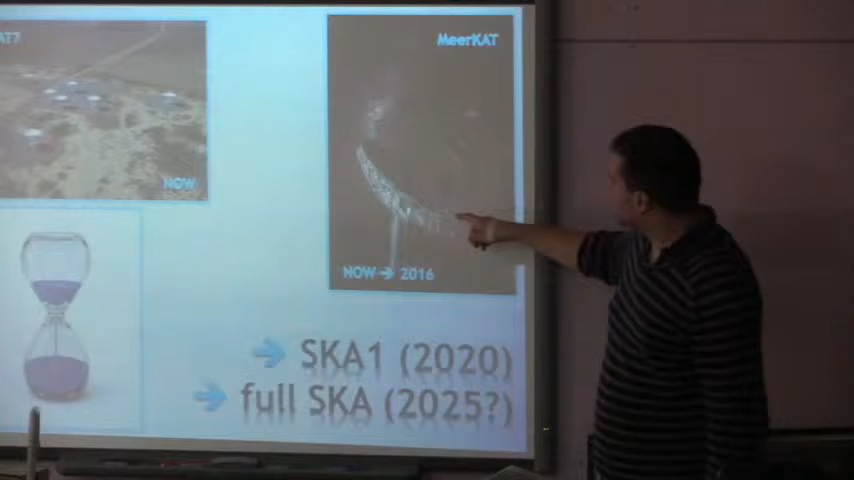 AT7
MeerKAT
NOW
NOW → 2016
→ SKA1 (2020)
→ full SKA (2025?)